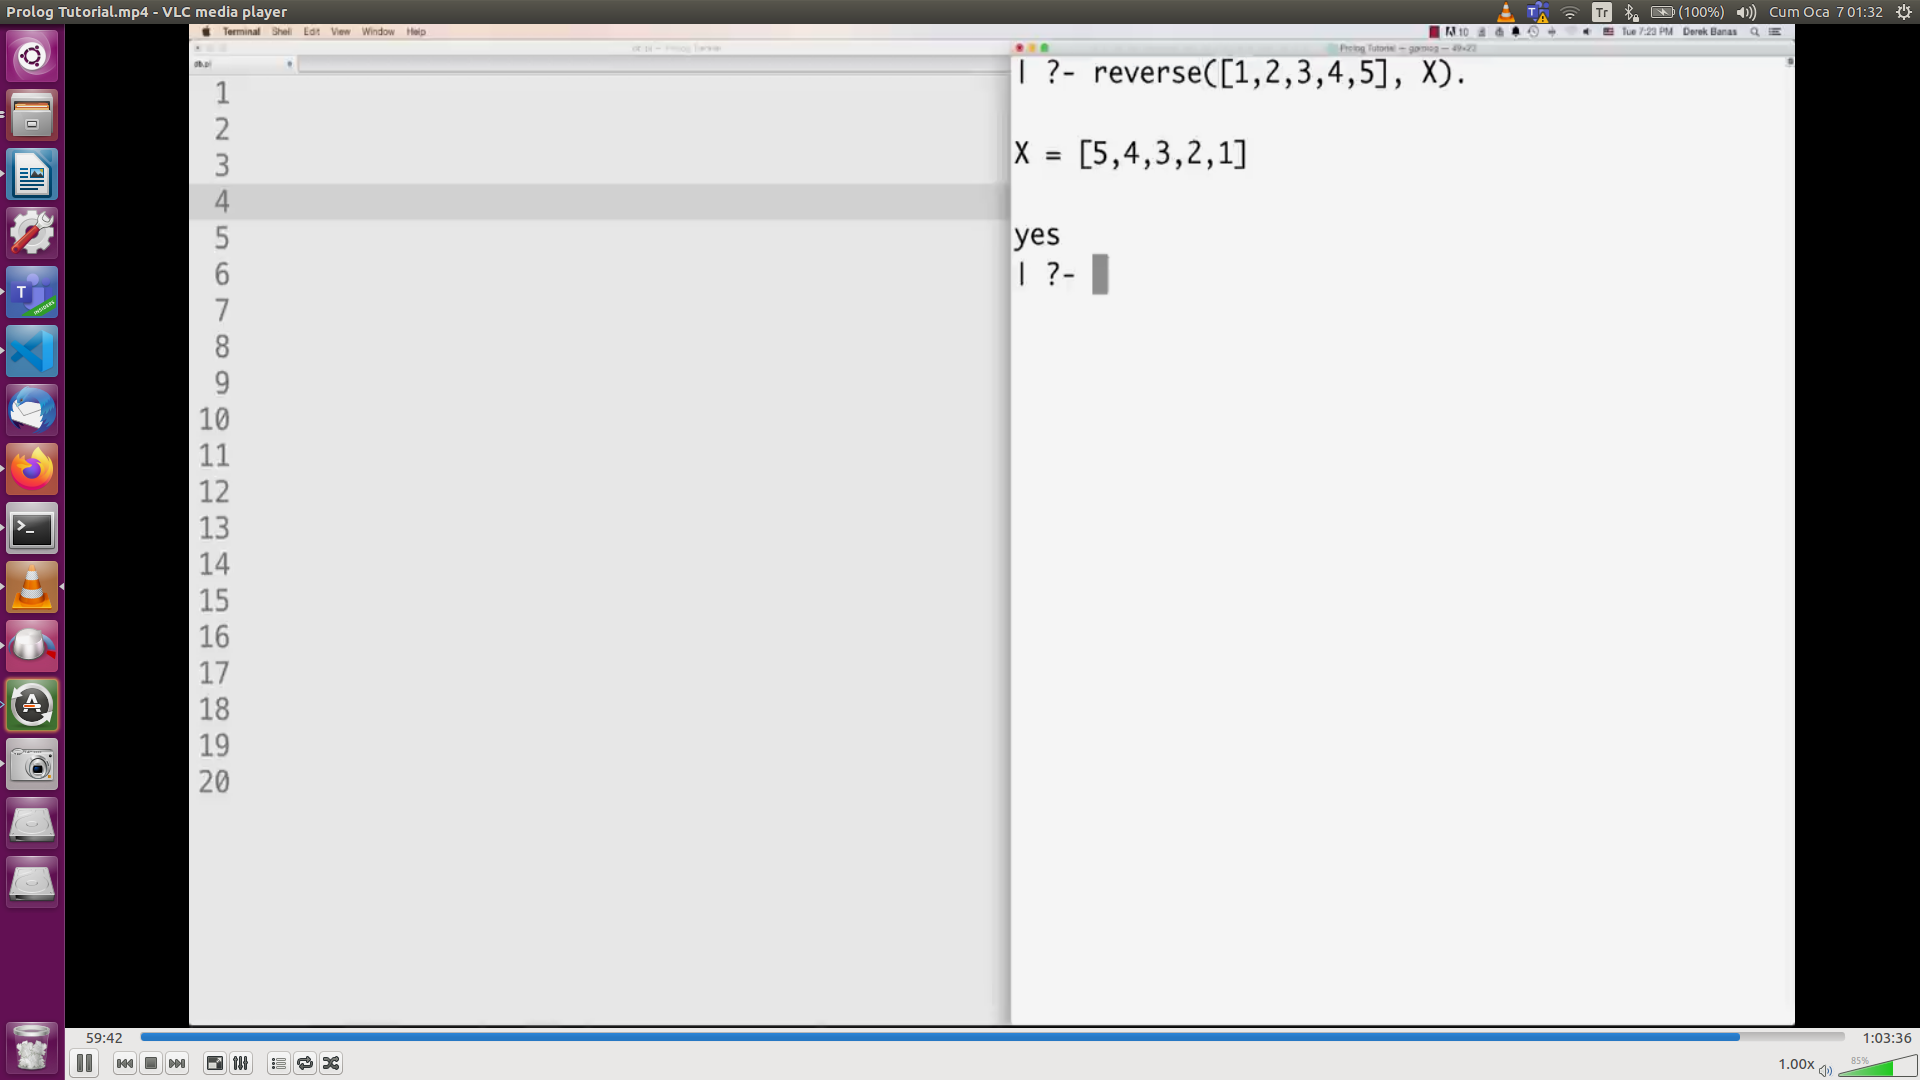 Prolog Tutorial.mp4 - VLC media player
Tr
(100%)
Cum Oca 7 01:32
Terminal Shell Edit View Window Help
10
Tue 7:23 PM Derek Banas
db.pl
Prolog Tutorial — gprolog — 49×23
1
2
3
4
5
6
7
8
9
10
11
12
13
14
15
16
17
18
19
20
| ?- reverse([1,2,3,4,5], X).
X = [5,4,3,2,1]
yes
| ?-
59:42
1:03:36
1.00x
85%